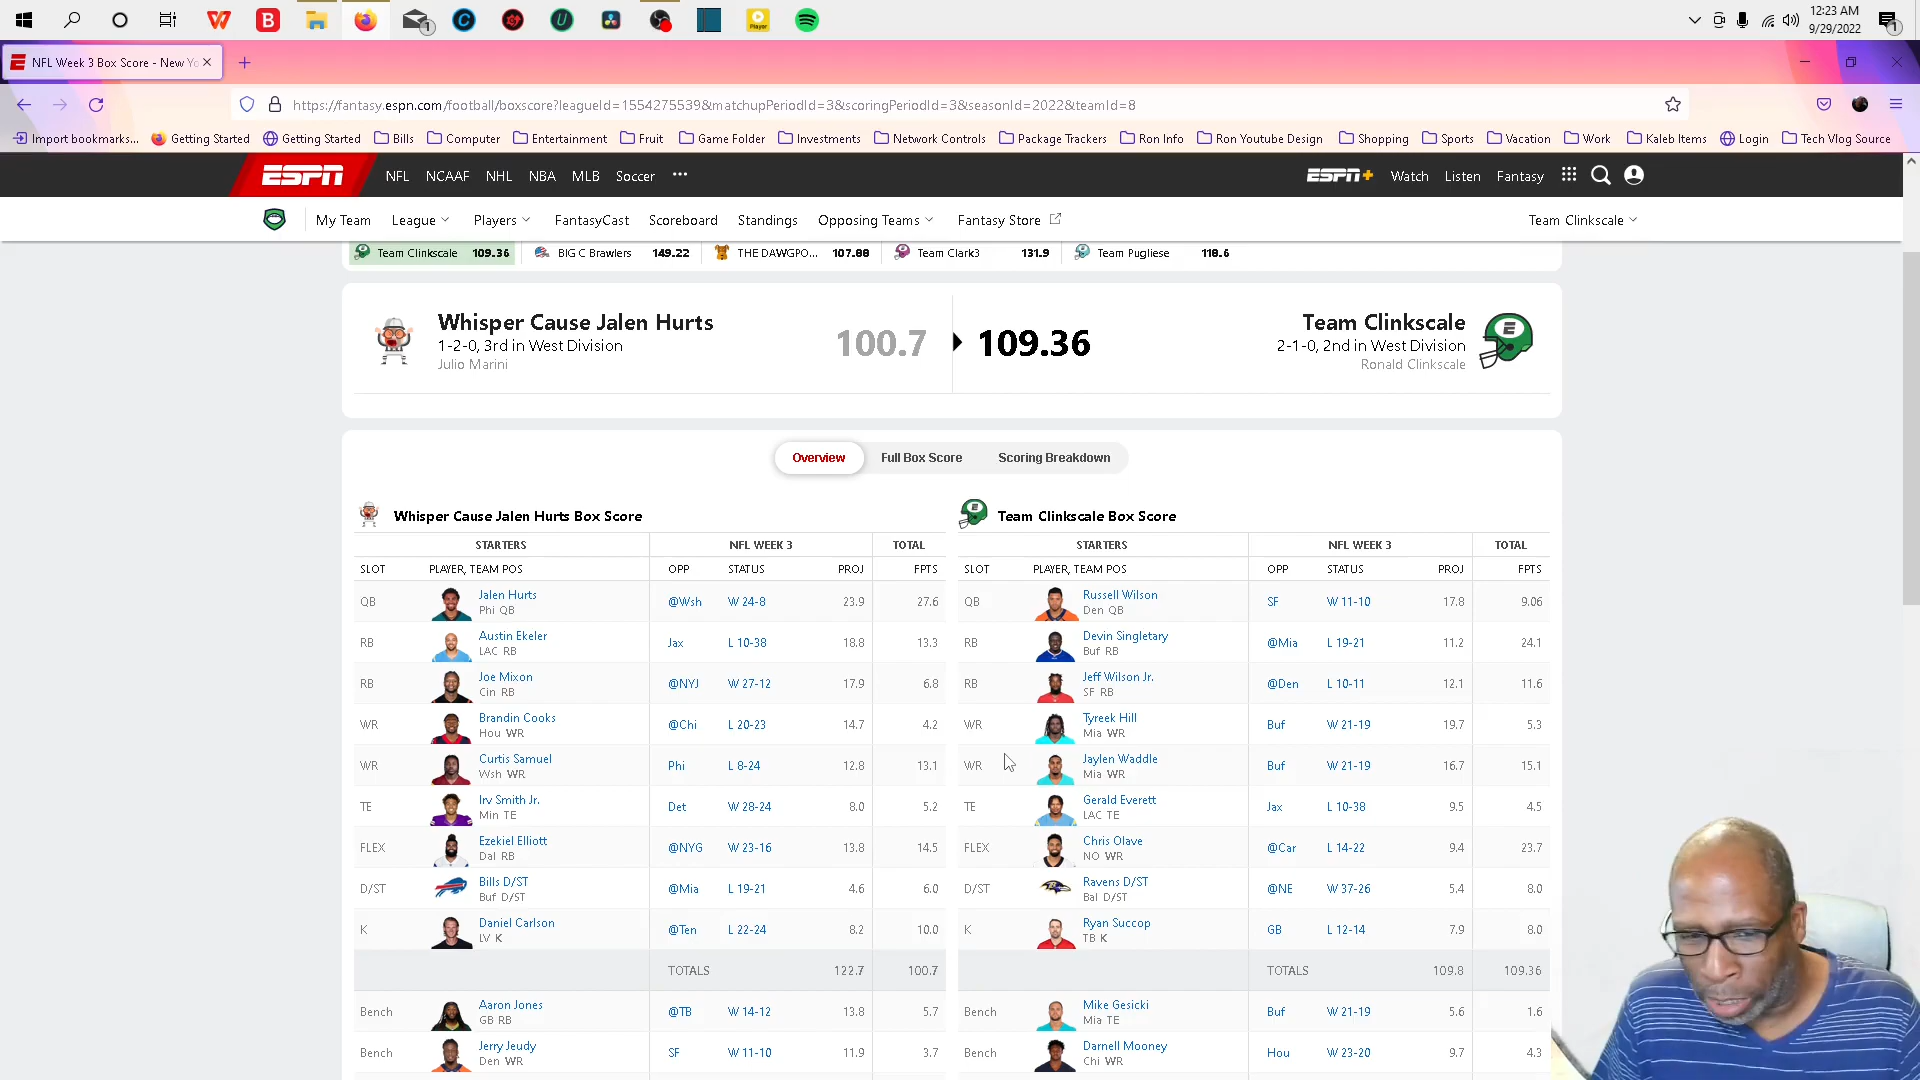 12:23 AM
9/29/2022
1
1
NFL Week 3 Box Score - New Yo
https://fantasy.espn.com/football/boxscore?leagueId=1554275539&matchupPeriodId=3&scoringPeriodId=3&seasonId=2022&teamId=8
Import bookmarks... Getting Started Getting Started Bills Computer Entertainment Fruit Game Folder Investments Network Controls Package Trackers Ron Info Ron Youtube Design Shopping Sports Vacation Work Kaleb Items Login Tech Vlog Source
ESPN NFL NCAAF NHL NBA MLB Soccer ••• ESPN+ Watch Listen Fantasy
My Team League Players FantasyCast Scoreboard Standings Opposing Teams Fantasy Store Team Clinkscale
Team Clinkscale 109.36 BIG C Brawlers 149.22 THE DAWGPO... 107.88 Team Clark3 131.9 Team Pugliese 118.6
Whisper Cause Jalen Hurts 100.7 109.36 Team Clinkscale
1-2-0, 3rd in West Division 2-1-0, 2nd in West Division
Julio Marini Ronald Clinkscale
Overview Full Box Score Scoring Breakdown
Whisper Cause Jalen Hurts Box Score Team Clinkscale Box Score
STARTERS NFL WEEK 3 TOTAL STARTERS NFL WEEK 3 TOTAL
SLOT PLAYER, TEAM POS OPP STATUS PROJ FPTS SLOT PLAYER, TEAM POS OPP STATUS PROJ FPTS
QB Jalen Hurts Phi QB @Wsh W 24-8 23.9 27.6 QB Russell Wilson Den QB SF W 11-10 17.8 9.06
RB Austin Ekeler LAC RB Jax L 10-38 18.8 13.3 RB Devin Singletary Buf RB @Mia L 19-21 11.2 24.1
RB Joe Mixon Cin RB @NYJ W 27-12 17.9 6.8 RB Jeff Wilson Jr. SF RB @Den L 10-11 12.1 11.6
WR Brandin Cooks Hou WR @Chi L 20-23 14.7 4.2 WR Tyreek Hill Mia WR Buf W 21-19 19.7 5.3
WR Curtis Samuel Wsh WR Phi L 8-24 12.8 13.1 WR Jaylen Waddle Mia WR Buf W 21-19 16.7 15.1
TE Irv Smith Jr. Min TE Det W 28-24 8.0 5.2 TE Gerald Everett LAC TE Jax L 10-38 9.5 4.5
FLEX Ezekiel Elliott Dal RB @NYG W 23-16 13.8 14.5 FLEX Chris Olave NO WR @Car L 14-22 9.4 23.7
D/ST Bills D/ST Buf D/ST @Mia L 19-21 4.6 6.0 D/ST Ravens D/ST Bal D/ST @NE W 37-26 5.4 8.0
K Daniel Carlson LV K @Ten L 22-24 8.2 10.0 K Ryan Succop TB K GB L 12-14 7.9 8.0
TOTALS 122.7 100.7 TOTALS 109.8 109.36
Bench Aaron Jones GB RB @TB W 14-12 13.8 5.7 Bench Mike Gesicki Mia TE Buf W 21-19 5.6 1.6
Bench Jerry Jeudy Den WR SF W 11-10 11.9 3.7 Bench Darnell Mooney Chi WR Hou W 23-20 9.7 4.3